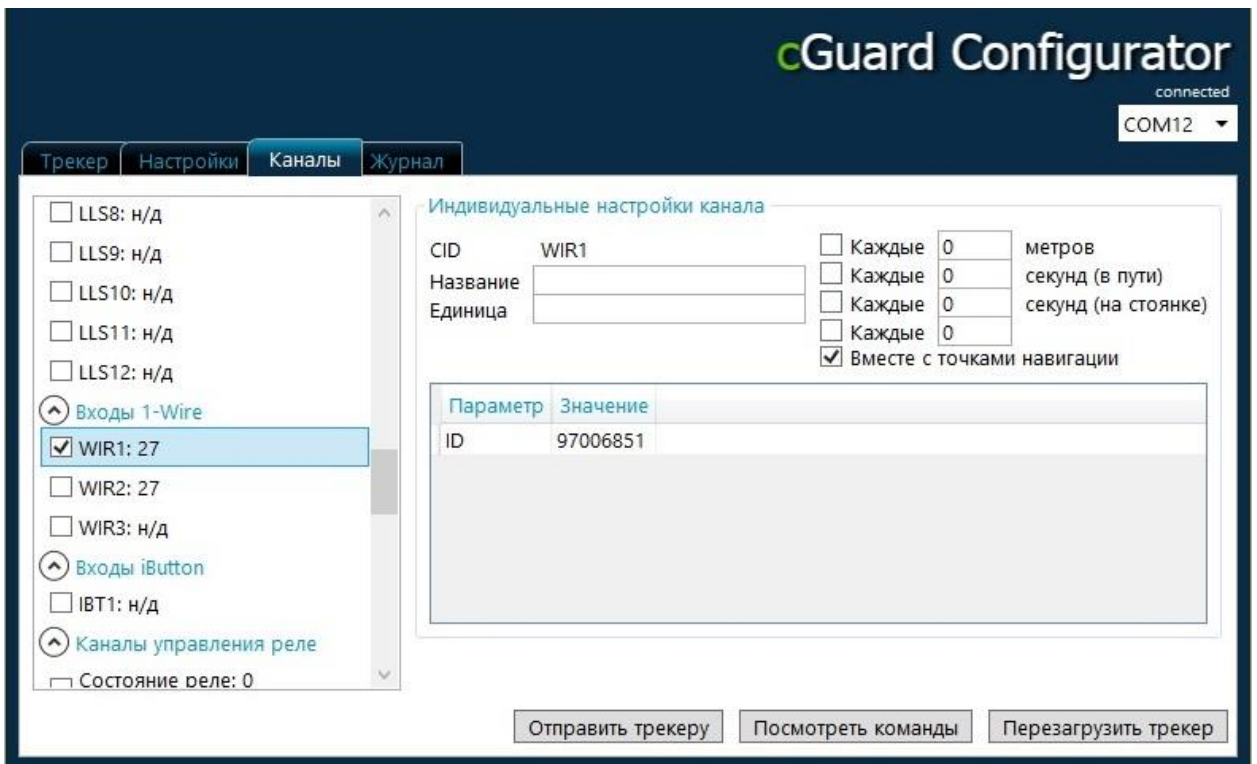 cGuard Configurator
connected
COM12
Трекер Настройки Каналы Журнал
LLS8: н/д
LLS9: н/д
LLS10: н/д
LLS11: н/д
LLS12: н/д
Входы 1-Wire
WIR1: 27
WIR2: 27
WIR3: н/д
Входы iButton
IBT1: н/д
Каналы управления реле
Состояние реле: 0
Индивидуальные настройки канала
CID WIR1
Название
Единица
Каждые 0 метров
Каждые 0 секунд (в пути)
Каждые 0 секунд (на стоянке)
Каждые 0
Вместе с точками навигации
Параметр Значение
ID 97006851
Отправить трекеру Посмотреть команды Перезагрузить трекер